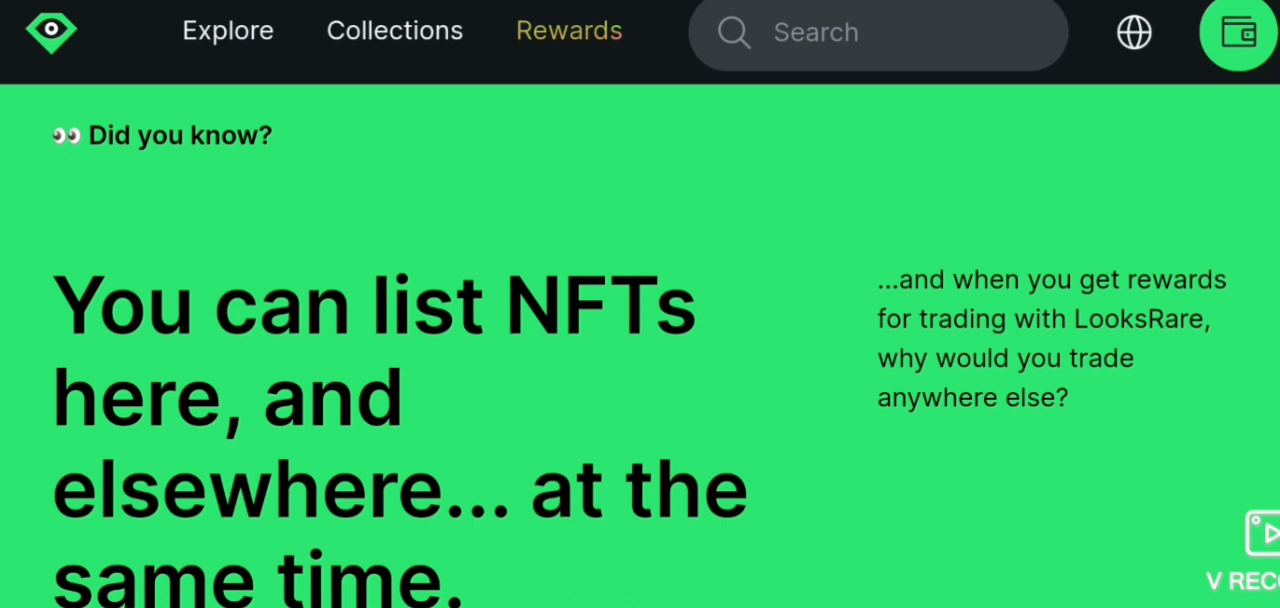 Explore Collections Rewards Search
👀 Did you know?
You can list NFTs
here, and
elsewhere... at the
same time.
...and when you get rewards
for trading with LooksRare,
why would you trade
anywhere else?